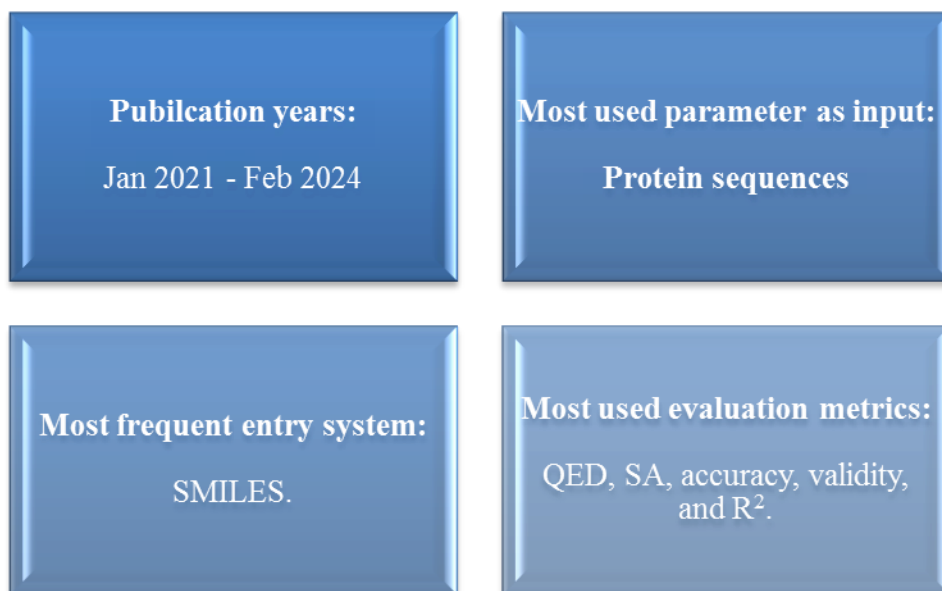 Pubilcation years:
Jan 2021 - Feb 2024
Most used parameter as input:
Protein sequences
Most frequent entry system:
SMILES.
Most used evaluation metrics:
QED, SA, accuracy, validity,
and R².